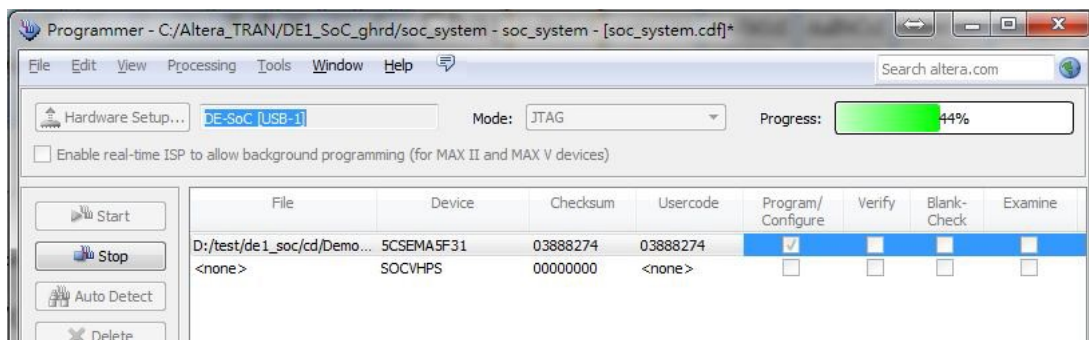 Programmer - C:/Altera_TRAN/DE1_SoC_ghrd/soc_system - soc_system - [soc_system.cdf]*
File Edit View Processing Tools Window Help Search altera.com
Hardware Setup... DE-SoC [USB-1] Mode: JTAG Progress: 44%
Enable real-time ISP to allow background programming (for MAX II and MAX V devices)
Start
Stop
Auto Detect
Delete
File Device Checksum Usercode Program/ Configure Verify Blank- Check Examine
D:/test/de1_soc/cd/Demo... 5CSEMA5F31 03888274 03888274
<none> SOCVHPS 00000000 <none>